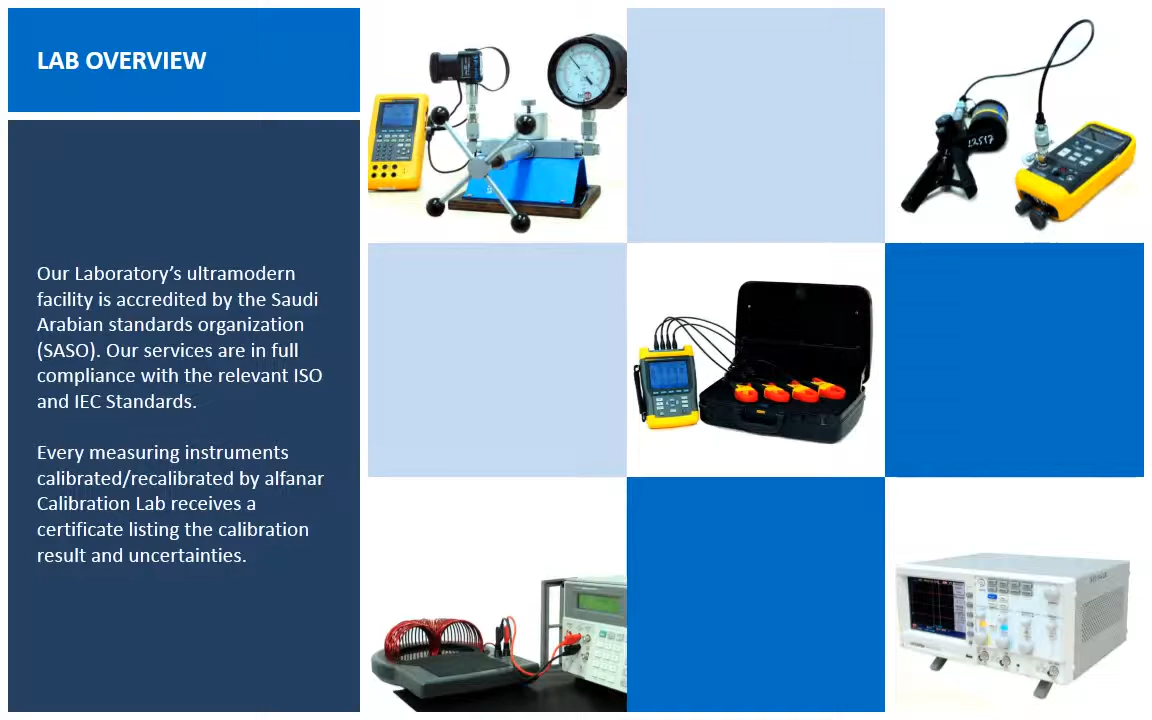 LAB OVERVIEW
Our Laboratory’s ultramodern
facility is accredited by the Saudi
Arabian standards organization
(SASO). Our services are in full
compliance with the relevant ISO
and IEC Standards.
Every measuring instruments
calibrated/recalibrated by alfanar
Calibration Lab receives a
certificate listing the calibration
result and uncertainties.